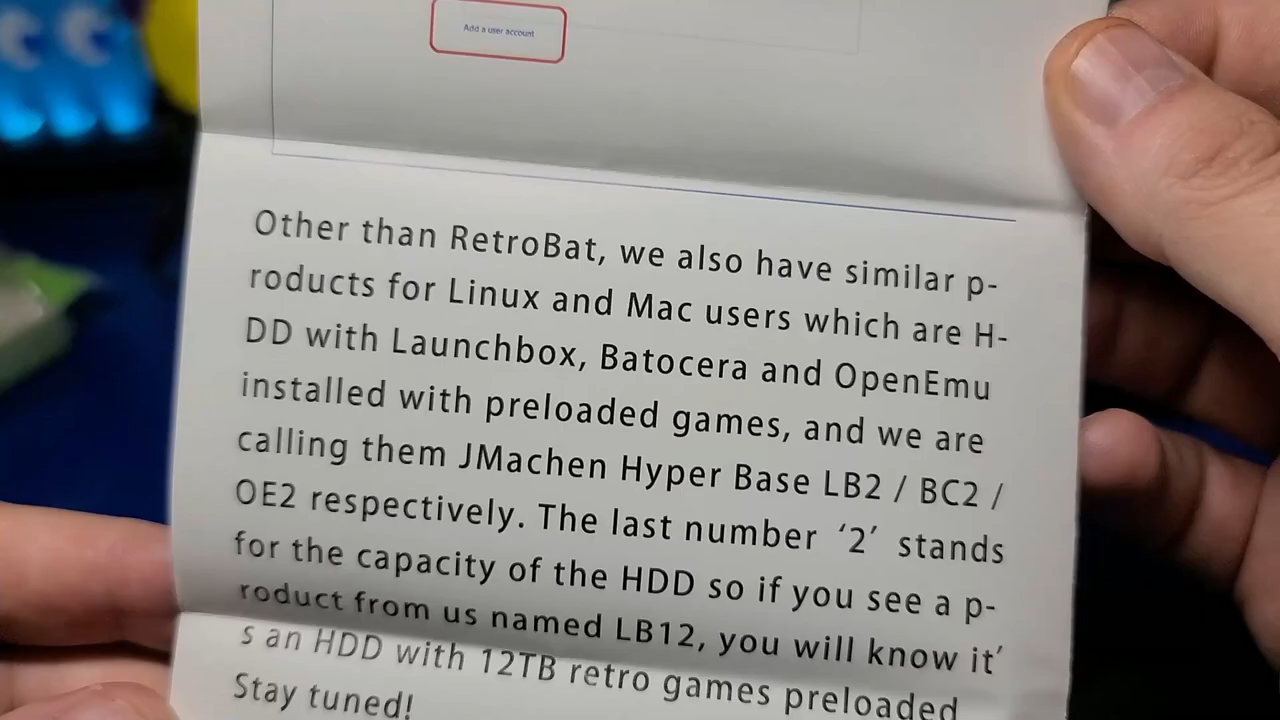 Add a user account
Other than RetroBat, we also have similar p-
roducts for Linux and Mac users which are H-
DD with Launchbox, Batocera and OpenEmu
installed with preloaded games, and we are
calling them JMachen Hyper Base LB2 / BC2 /
OE2 respectively. The last number ‘2’ stands
for the capacity of the HDD so if you see a p-
roduct from us named LB12, you will know it’
s an HDD with 12TB retro games preloaded
Stay tuned!